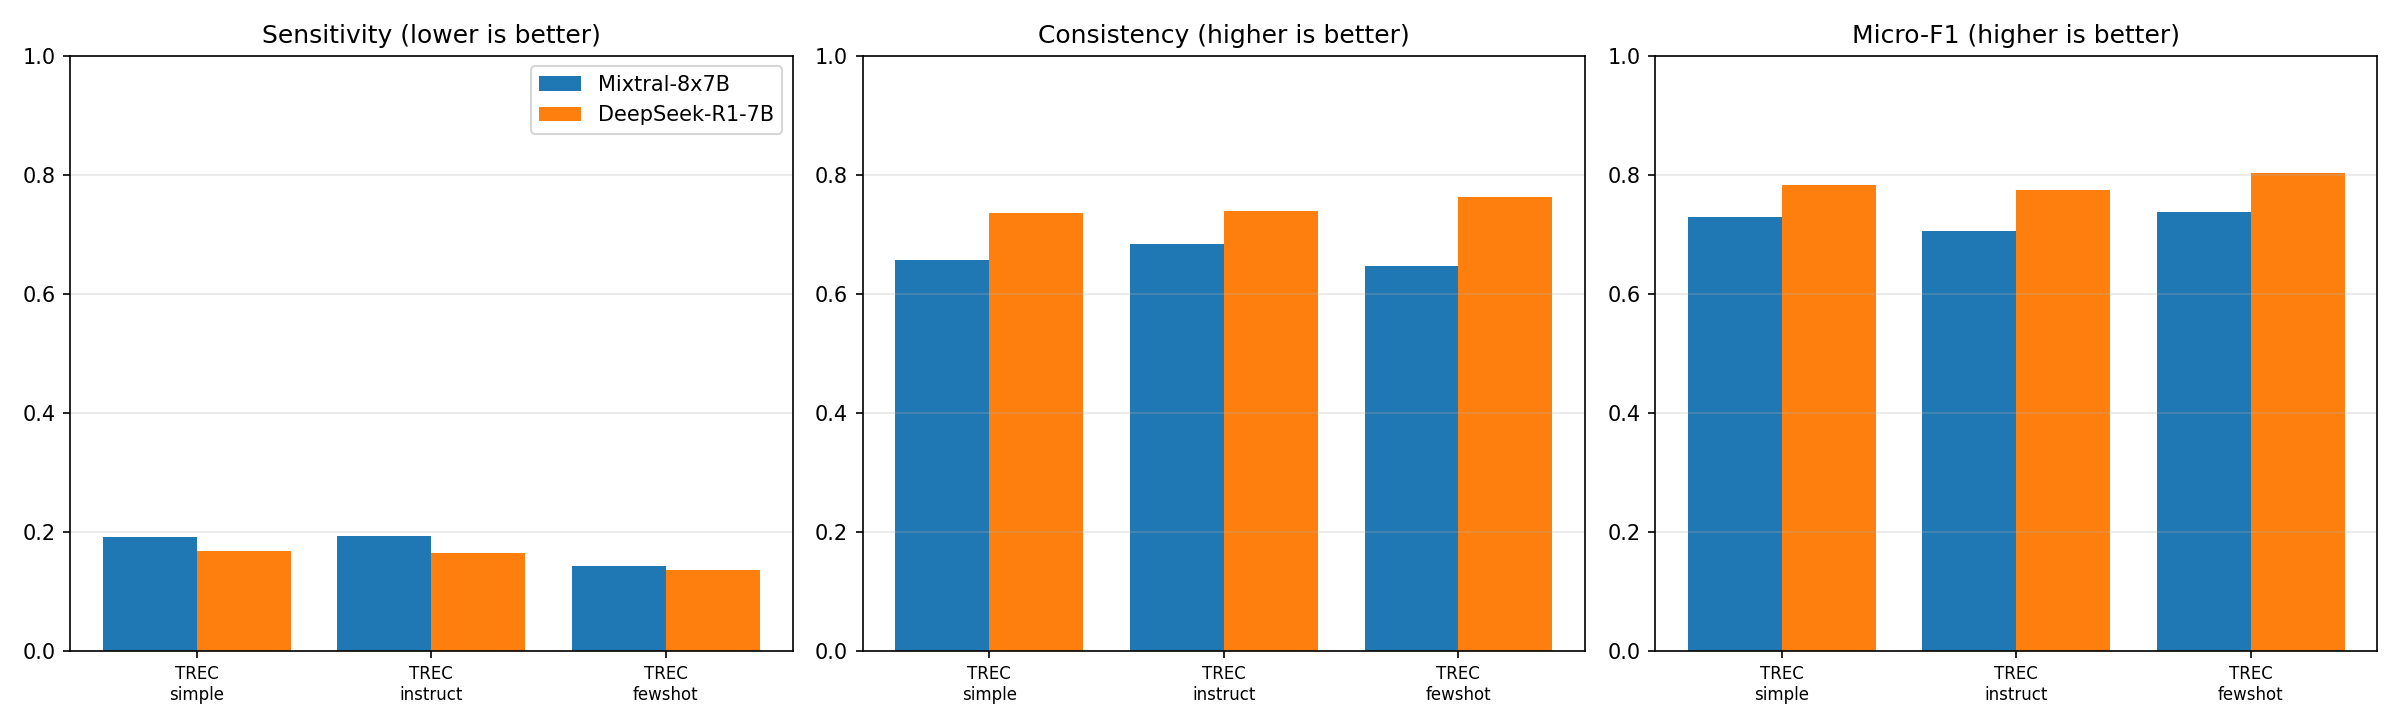 Sensitivity (lower is better)
1.0
0.8
0.6
0.4
0.2
0.0
Mixtral-8x7B
DeepSeek-R1-7B
TREC
simple
TREC
instruct
TREC
fewshot
Consistency (higher is better)
1.0
0.8
0.6
0.4
0.2
0.0
TREC
simple
TREC
instruct
TREC
fewshot
Micro-F1 (higher is better)
1.0
0.8
0.6
0.4
0.2
0.0
TREC
simple
TREC
instruct
TREC
fewshot